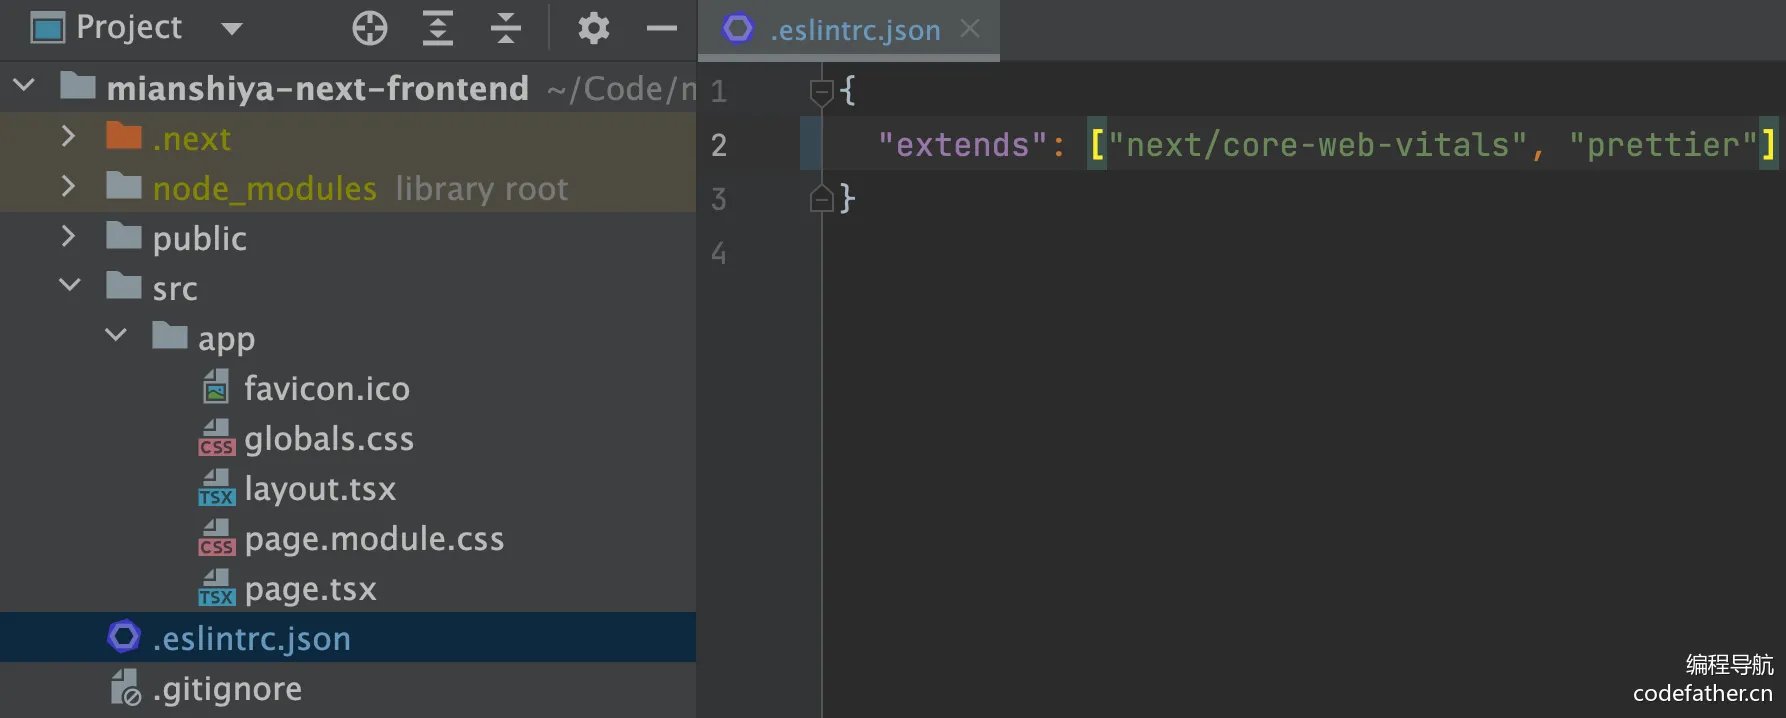 Project
mianshiya-next-frontend ~/Code/
.next
node_modules library root
public
src
app
favicon.ico
globals.css
layout.tsx
page.module.css
page.tsx
.eslintrc.json
.gitignore
.eslintrc.json
1 {
2 "extends": ["next/core-web-vitals", "prettier"]
3 }
4
CSS
TSX
CSS
TSX
编程导航
codefather.cn